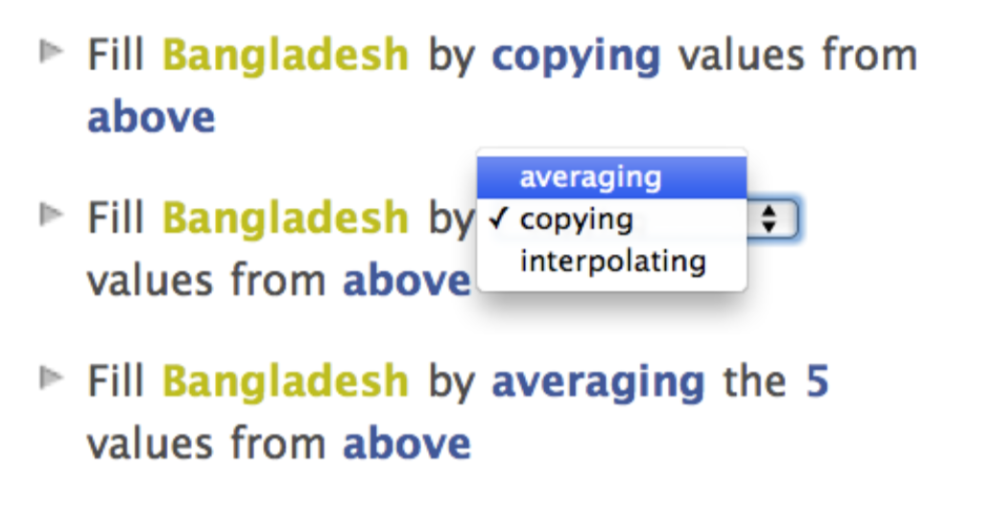 Fill Bangladesh by copying values from
above
averaging
Fill Bangladesh by ✓ copying
interpolating
values from above
Fill Bangladesh by averaging the 5
values from above